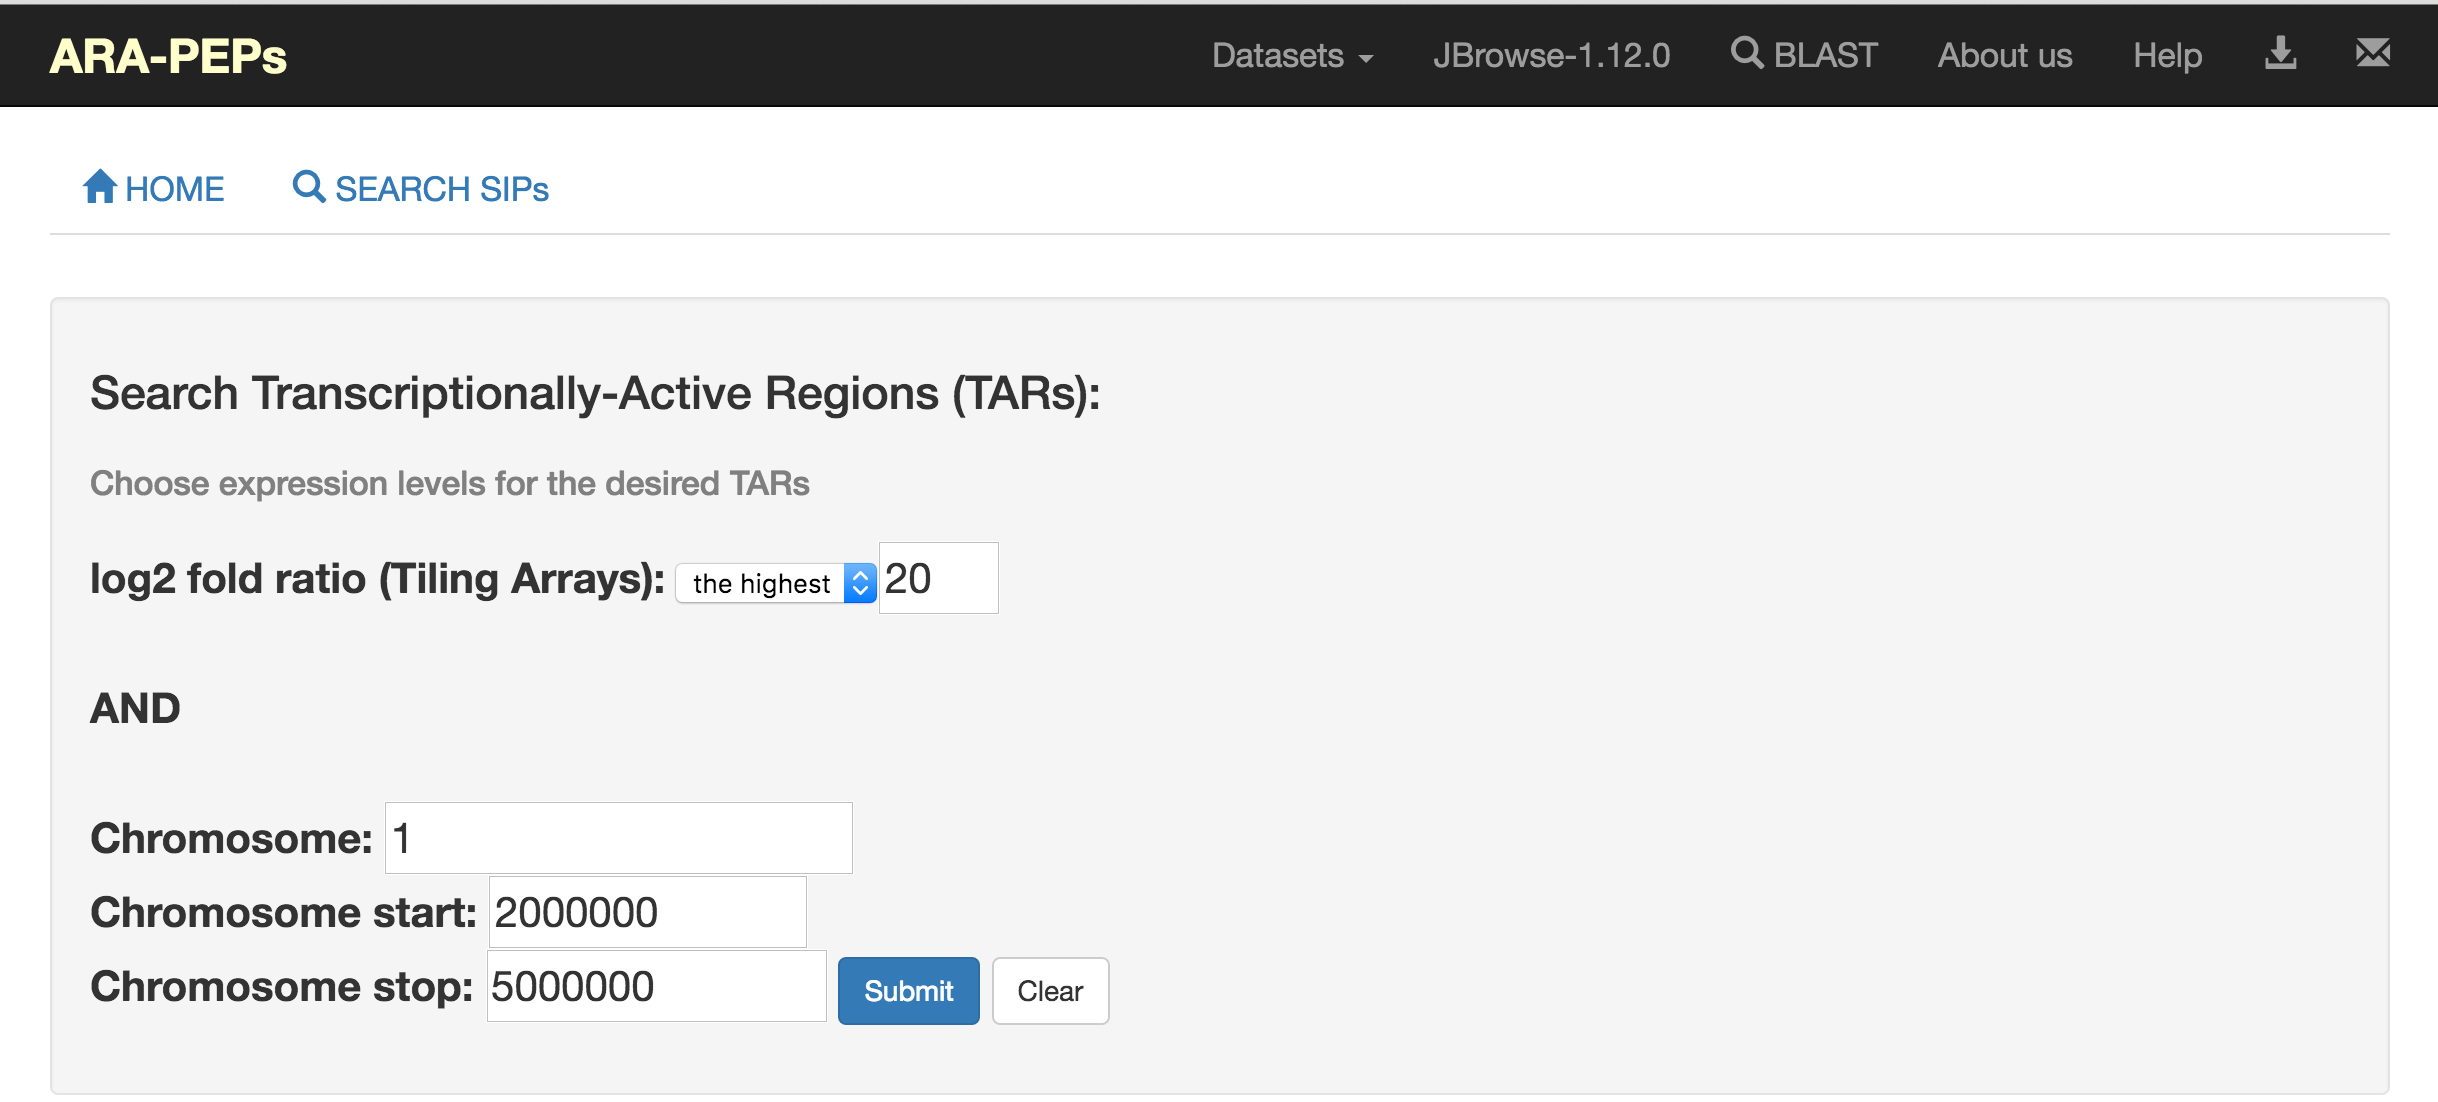 ARA-PEPs Datasets JBrowse-1.12.0 BLAST About us Help
HOME SEARCH SIPs
Search Transcriptionally-Active Regions (TARs):
Choose expression levels for the desired TARs
log2 fold ratio (Tiling Arrays): the highest 20
AND
Chromosome: 1
Chromosome start: 2000000
Chromosome stop: 5000000 Submit Clear